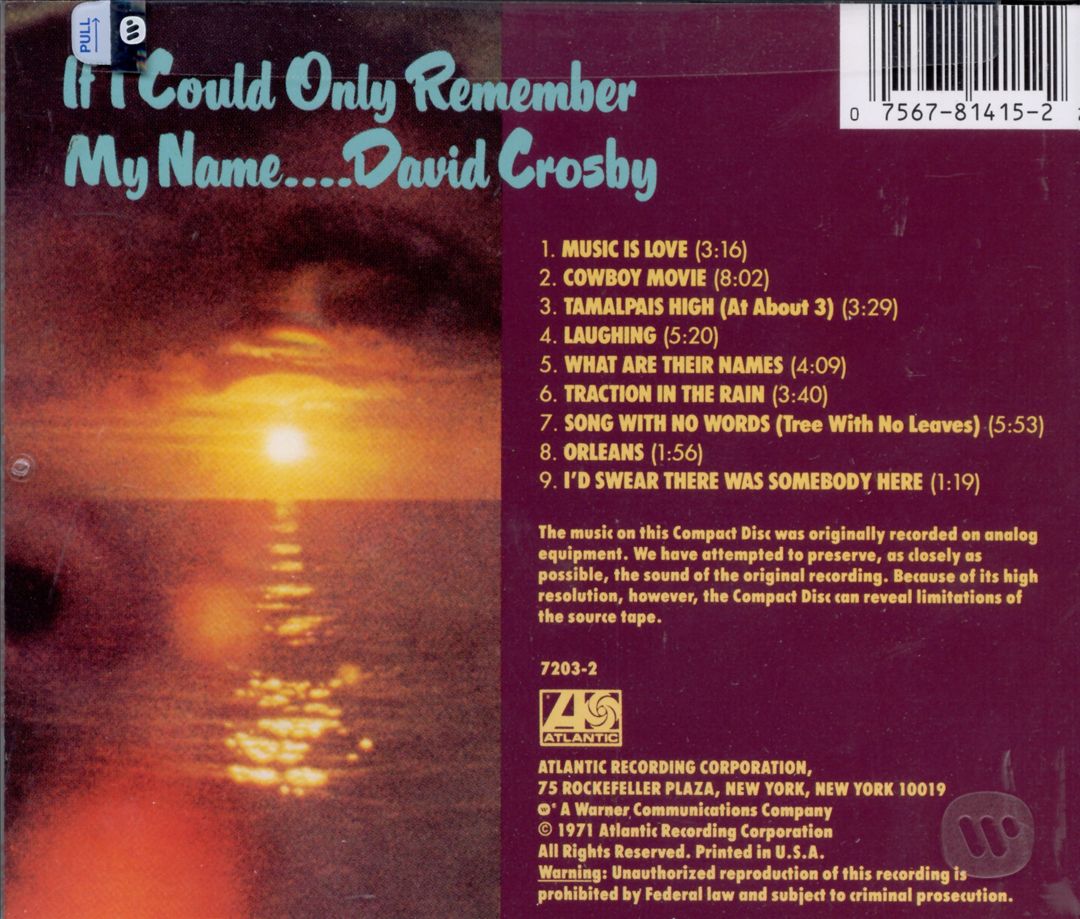 PULL
If I Could Only Remember
My Name....David Crosby
0 7567-81415-2
1. MUSIC IS LOVE (3:16)
2. COWBOY MOVIE (8:02)
3. TAMALPAIS HIGH (At About 3) (3:29)
4. LAUGHING (5:20)
5. WHAT ARE THEIR NAMES (4:09)
6. TRACTION IN THE RAIN (3:40)
7. SONG WITH NO WORDS (Tree With No Leaves) (5:53)
8. ORLEANS (1:56)
9. I'D SWEAR THERE WAS SOMEBODY HERE (1:19)
The music on this Compact Disc was originally recorded on analog
equipment. We have attempted to preserve, as closely as
possible, the sound of the original recording. Because of its high
resolution, however, the Compact Disc can reveal limitations of
the source tape.
7203-2
ATLANTIC
ATLANTIC RECORDING CORPORATION,
75 ROCKEFELLER PLAZA, NEW YORK, NEW YORK 10019
A Warner Communications Company
© 1971 Atlantic Recording Corporation
All Rights Reserved. Printed in U.S.A.
Warning: Unauthorized reproduction of this recording is
prohibited by Federal law and subject to criminal prosecution.